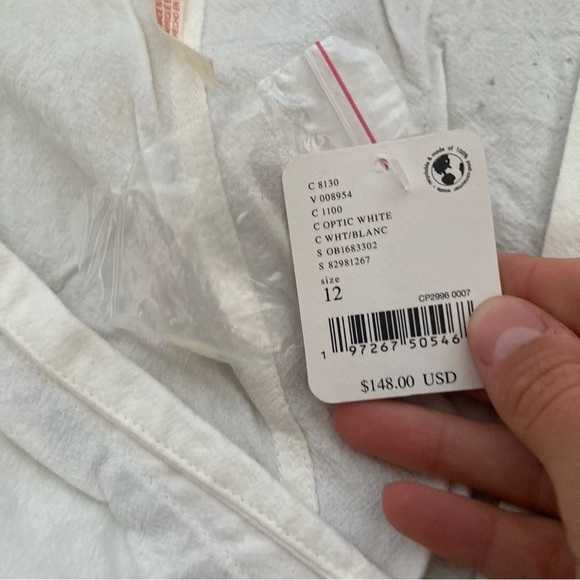 C 8130
V 008954
C 1100
C OPTIC WHITE
C WHT/BLANC
S OB1683302
S 82981267
size
12
CP2996 0007
1 97267 50546
$148.00 USD